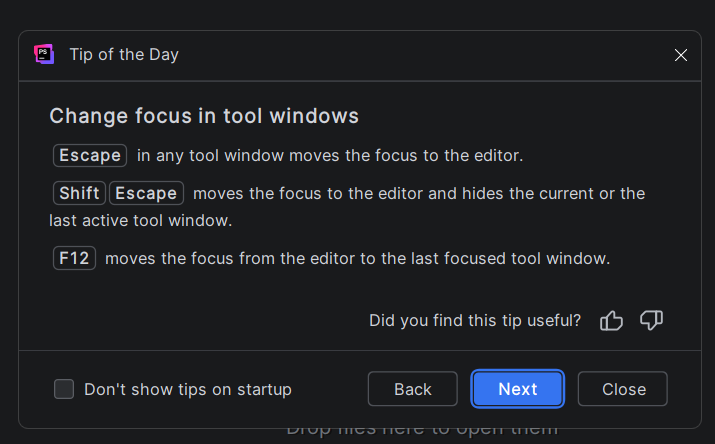 PS
Tip of the Day
Change focus in tool windows
Escape in any tool window moves the focus to the editor.
Shift Escape moves the focus to the editor and hides the current or the
last active tool window.
F12 moves the focus from the editor to the last focused tool window.
Did you find this tip useful?
Don't show tips on startup
Back Next Close
Drop files here to open them